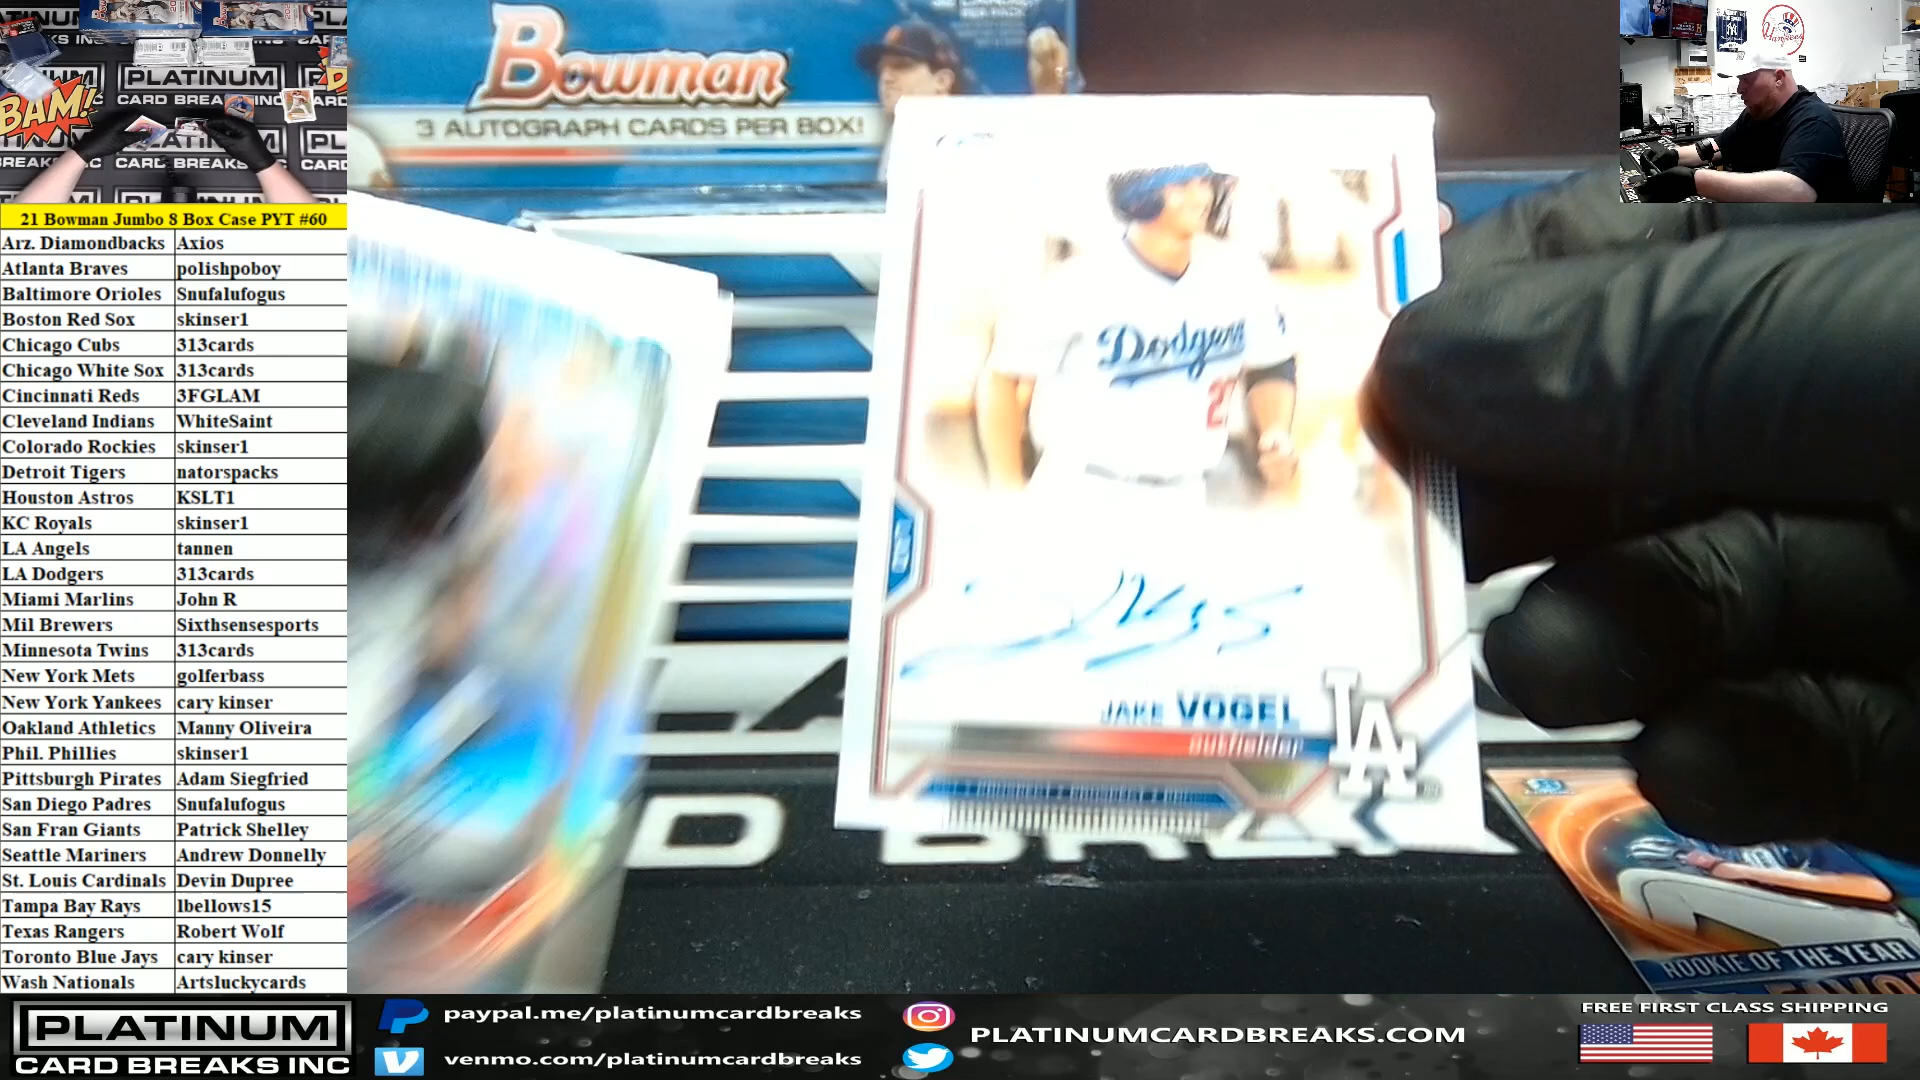 Bowman
3 AUTOGRAPH CARDS PER BOX!
Yankees
BAM!
PLATINUM
CARD BREAKS INC
21 Bowman Jumbo 8 Box Case PYT #60
Arz. Diamondbacks Axios
Atlanta Braves polishpoboy
Baltimore Orioles Snufalufogus
Boston Red Sox skinser1
Chicago Cubs 313cards
Chicago White Sox 313cards
Cincinnati Reds 3FGLAM
Cleveland Indians WhiteSaint
Colorado Rockies skinser1
Detroit Tigers natorspacks
Houston Astros KSLT1
KC Royals skinser1
LA Angels tannen
LA Dodgers 313cards
Miami Marlins John R
Mil Brewers Sixthsensesports
Minnesota Twins 313cards
New York Mets golferbass
New York Yankees cary kinser
Oakland Athletics Manny Oliveira
Phil. Phillies skinser1
Pittsburgh Pirates Adam Siegfried
San Diego Padres Snufalufogus
San Fran Giants Patrick Shelley
Seattle Mariners Andrew Donnelly
St. Louis Cardinals Devin Dupree
Tampa Bay Rays lbellows15
Texas Rangers Robert Wolf
Toronto Blue Jays cary kinser
Wash Nationals Artsluckycards
Dodgers
JAKE VOGEL
outfielder
LA
ROOKIE OF THE YEAR
PLATINUM
CARD BREAKS INC
paypal.me/platinumcardbreaks
venmo.com/platinumcardbreaks
PLATINUMCARDBREAKS.COM
FREE FIRST CLASS SHIPPING